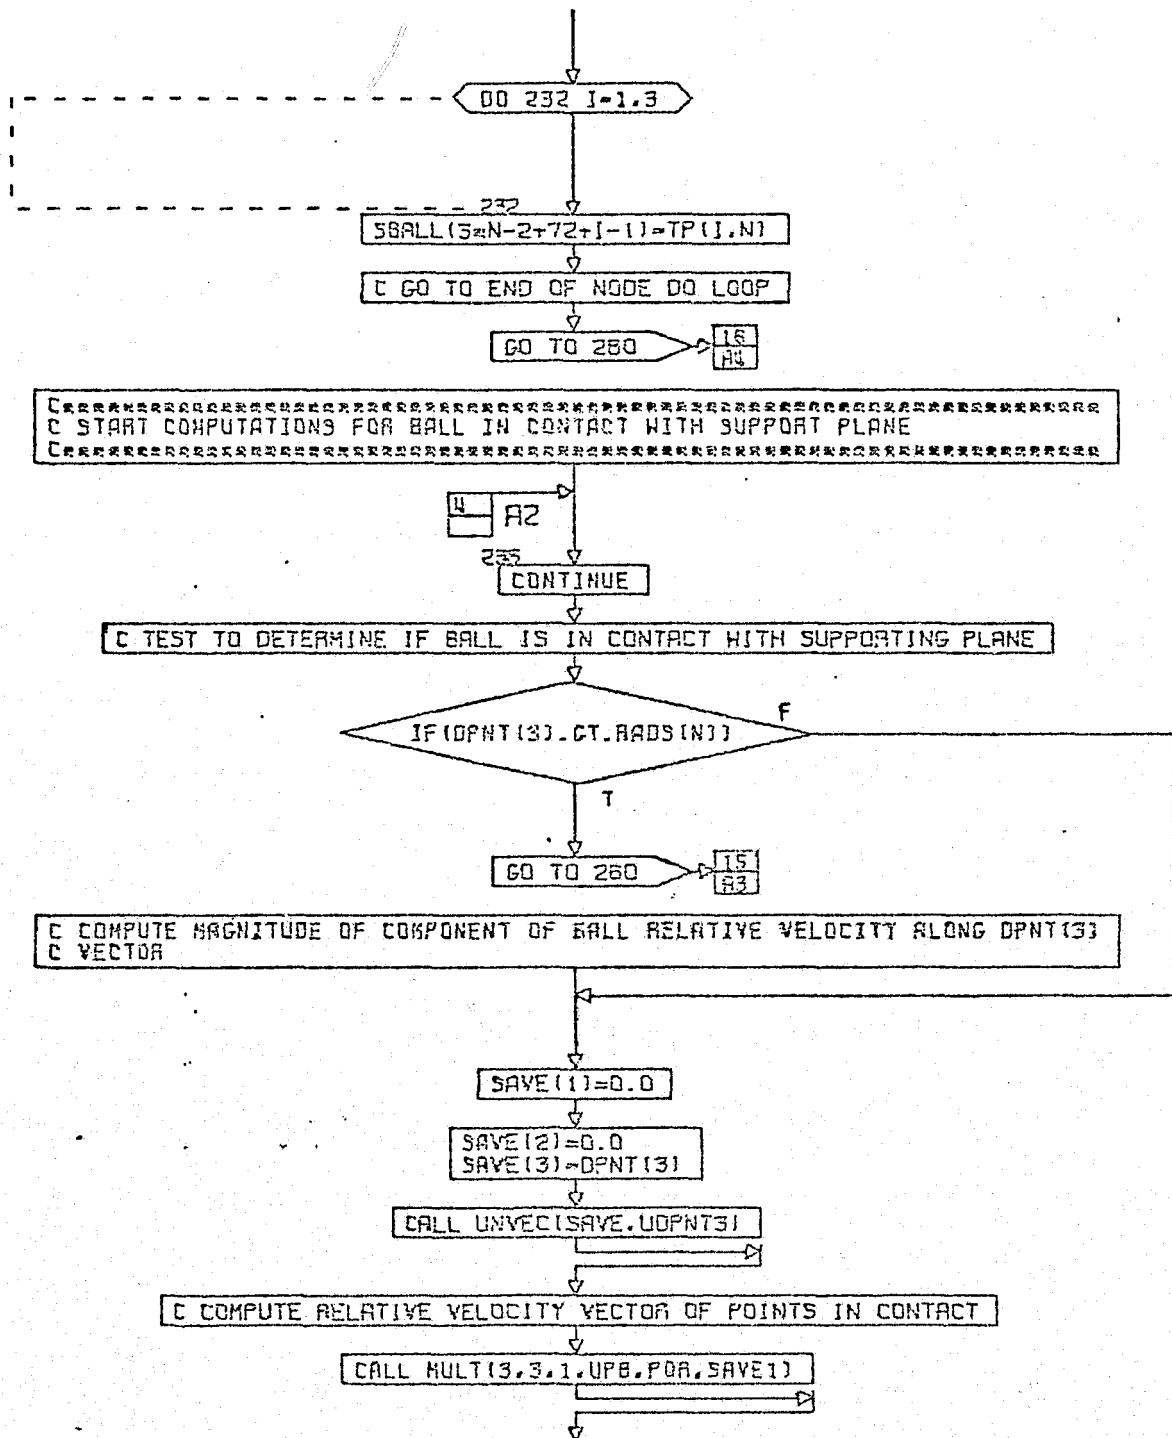 DO 232 I=1,3
232
SBALL(3*N-2+72+I-1)=TP(I,N)
C GO TO END OF NODE DO LOOP
GO TO 280
16
A4
C************************************************************************
C START COMPUTATIONS FOR BALL IN CONTACT WITH SUPPORT PLANE
C************************************************************************
4
A2
235
CONTINUE
C TEST TO DETERMINE IF BALL IS IN CONTACT WITH SUPPORTING PLANE
IF(DPNT(3).GT.RADS(N))
F
T
GO TO 260
15
A3
C COMPUTE MAGNITUDE OF COMPONENT OF BALL RELATIVE VELOCITY ALONG DPNT(3)
C VECTOR
SAVE(1)=0.0
SAVE(2)=0.0
SAVE(3)=DPNT(3)
CALL UNVEC(SAVE,UDPNT3)
C COMPUTE RELATIVE VELOCITY VECTOR OF POINTS IN CONTACT
CALL MULT(3,3,1,UPB,PQR,SAVE1)